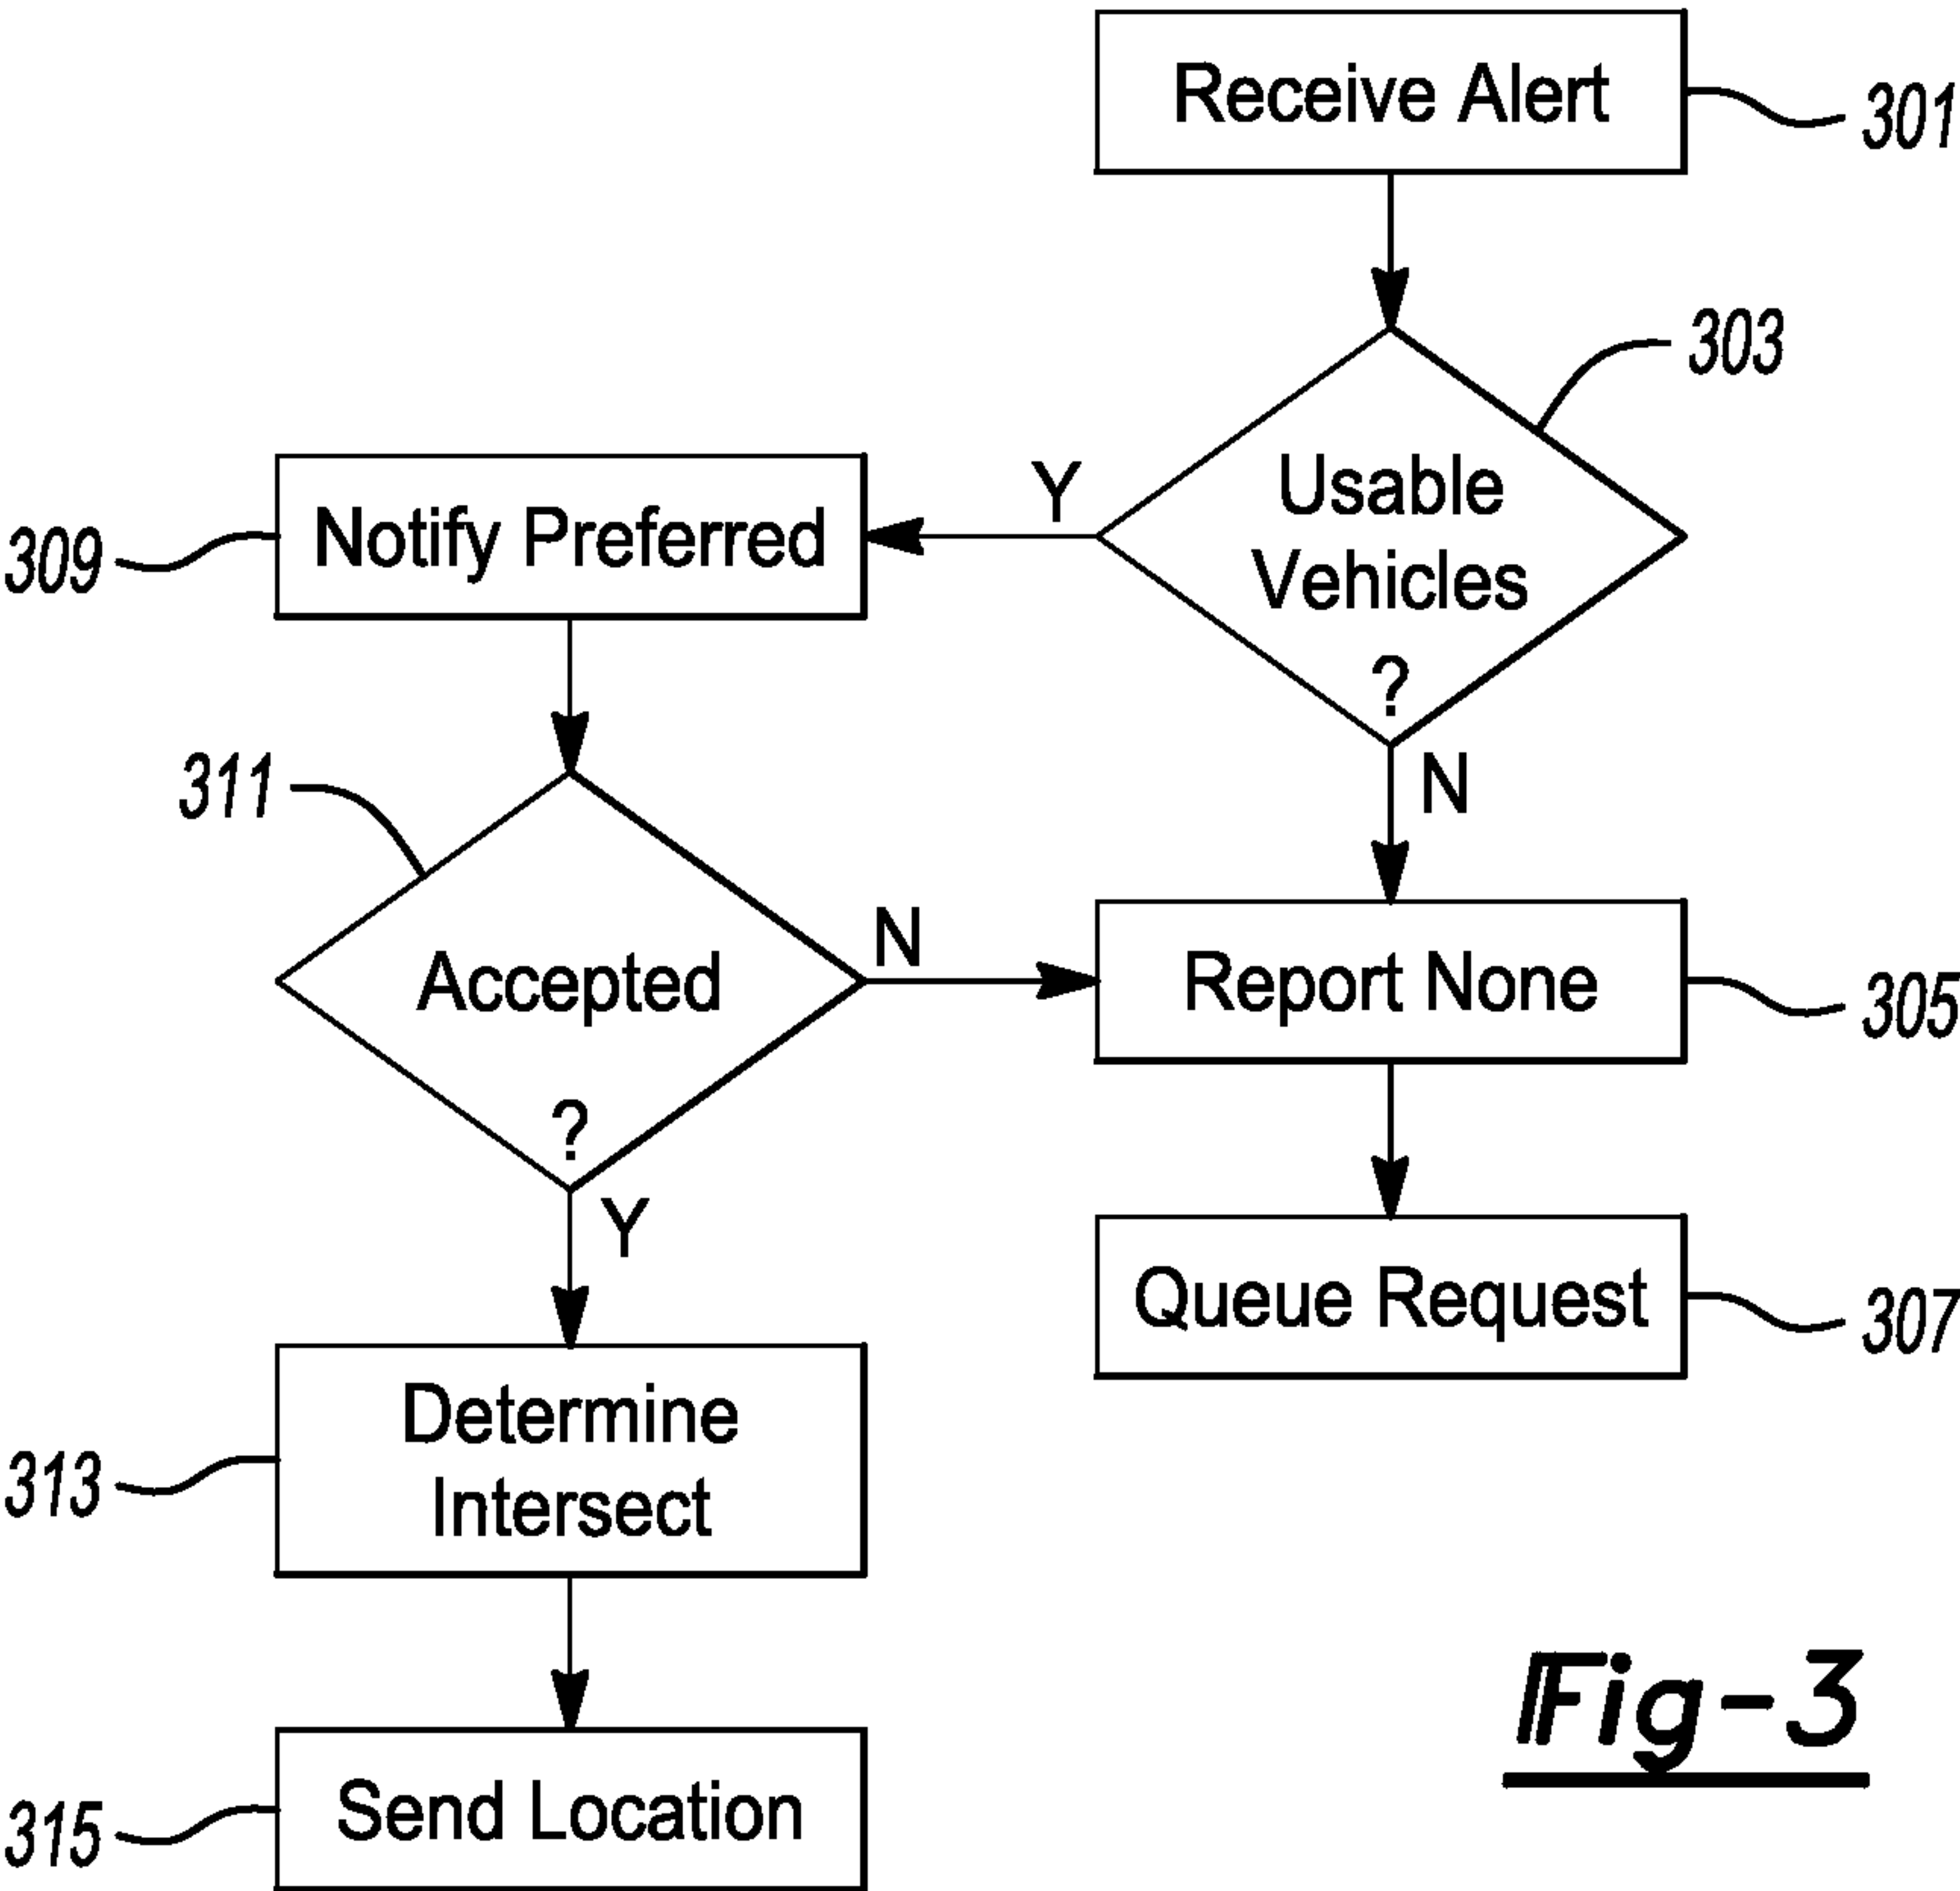 Receive Alert
301
303
Usable
Vehicles
?
Y
N
Notify Preferred
309
311
Accepted
?
N
Y
Report None
305
Queue Request
307
Determine
Intersect
313
Send Location
315
Fig-3